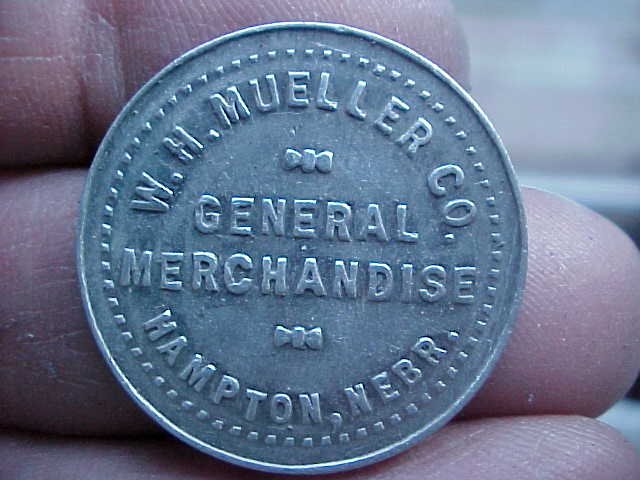 W. H. MUELLER CO.
GENERAL
MERCHANDISE
HAMPTON, NEBR.